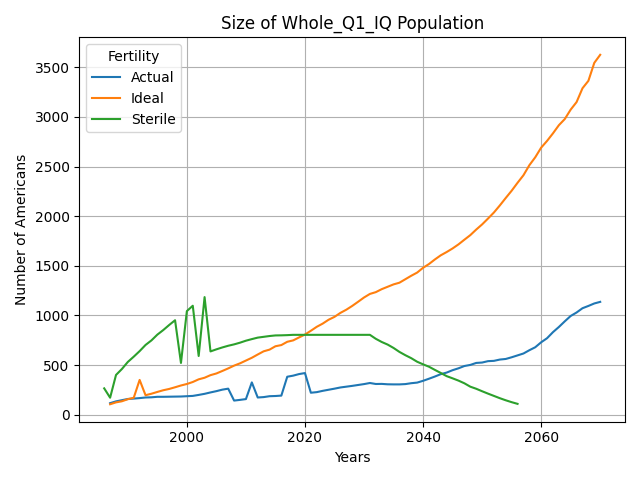 Size of Whole_Q1_IQ Population
Fertility
Actual
Ideal
Sterile
Number of Americans
3500
3000
2500
2000
1500
1000
500
0
2000
2020
2040
2060
Years